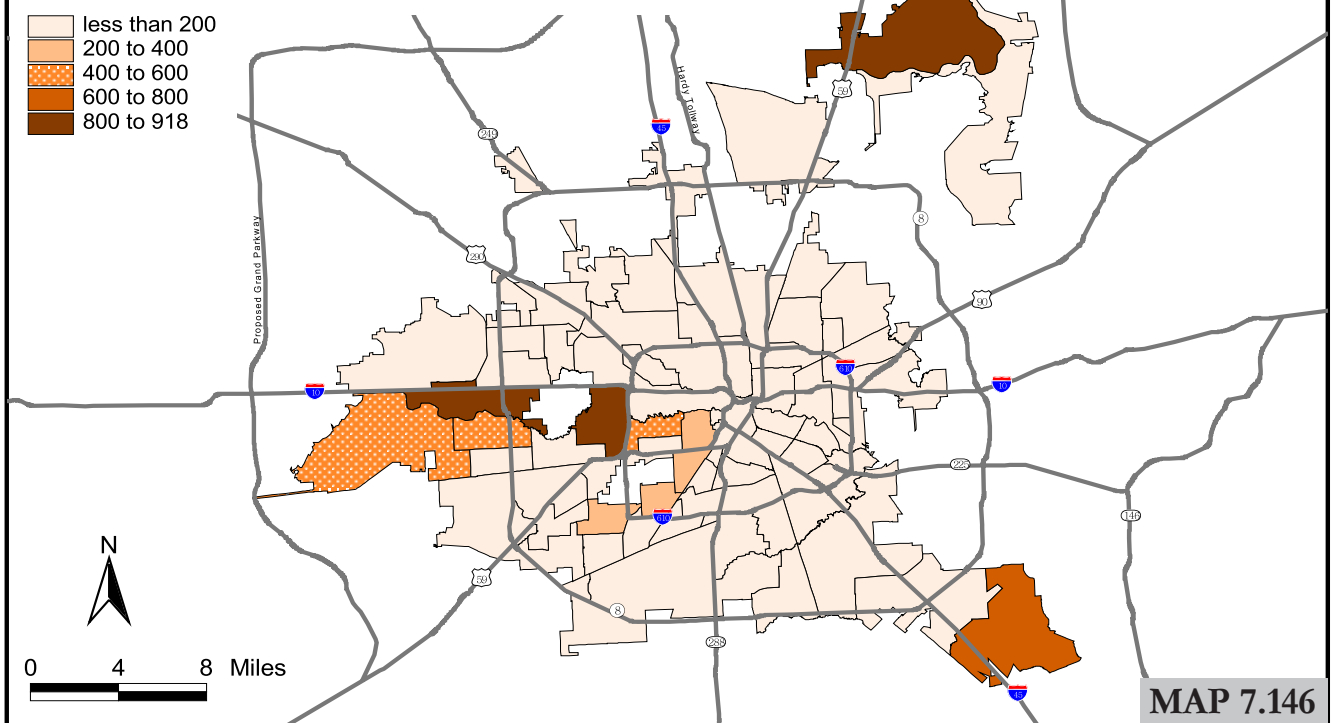 less than 200
200 to 400
400 to 600
600 to 800
800 to 918
Hardy Tollway
59
45
249
Proposed Grand Parkway
8
290
90
610
10
10
225
146
610
59
8
288
45
N
0 4 8 Miles
MAP 7.146